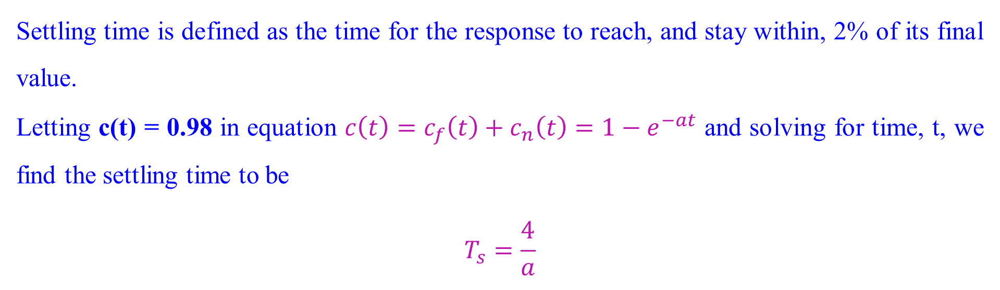 Settling time is defined as the time for the response to reach, and stay within, 2% of its final
value.
Letting c(t) = 0.98 in equation $c(t) = c_f(t) + c_n(t) = 1 - e^{-at}$ and solving for time, t, we
find the settling time to be
$T_s = \frac{4}{a}$